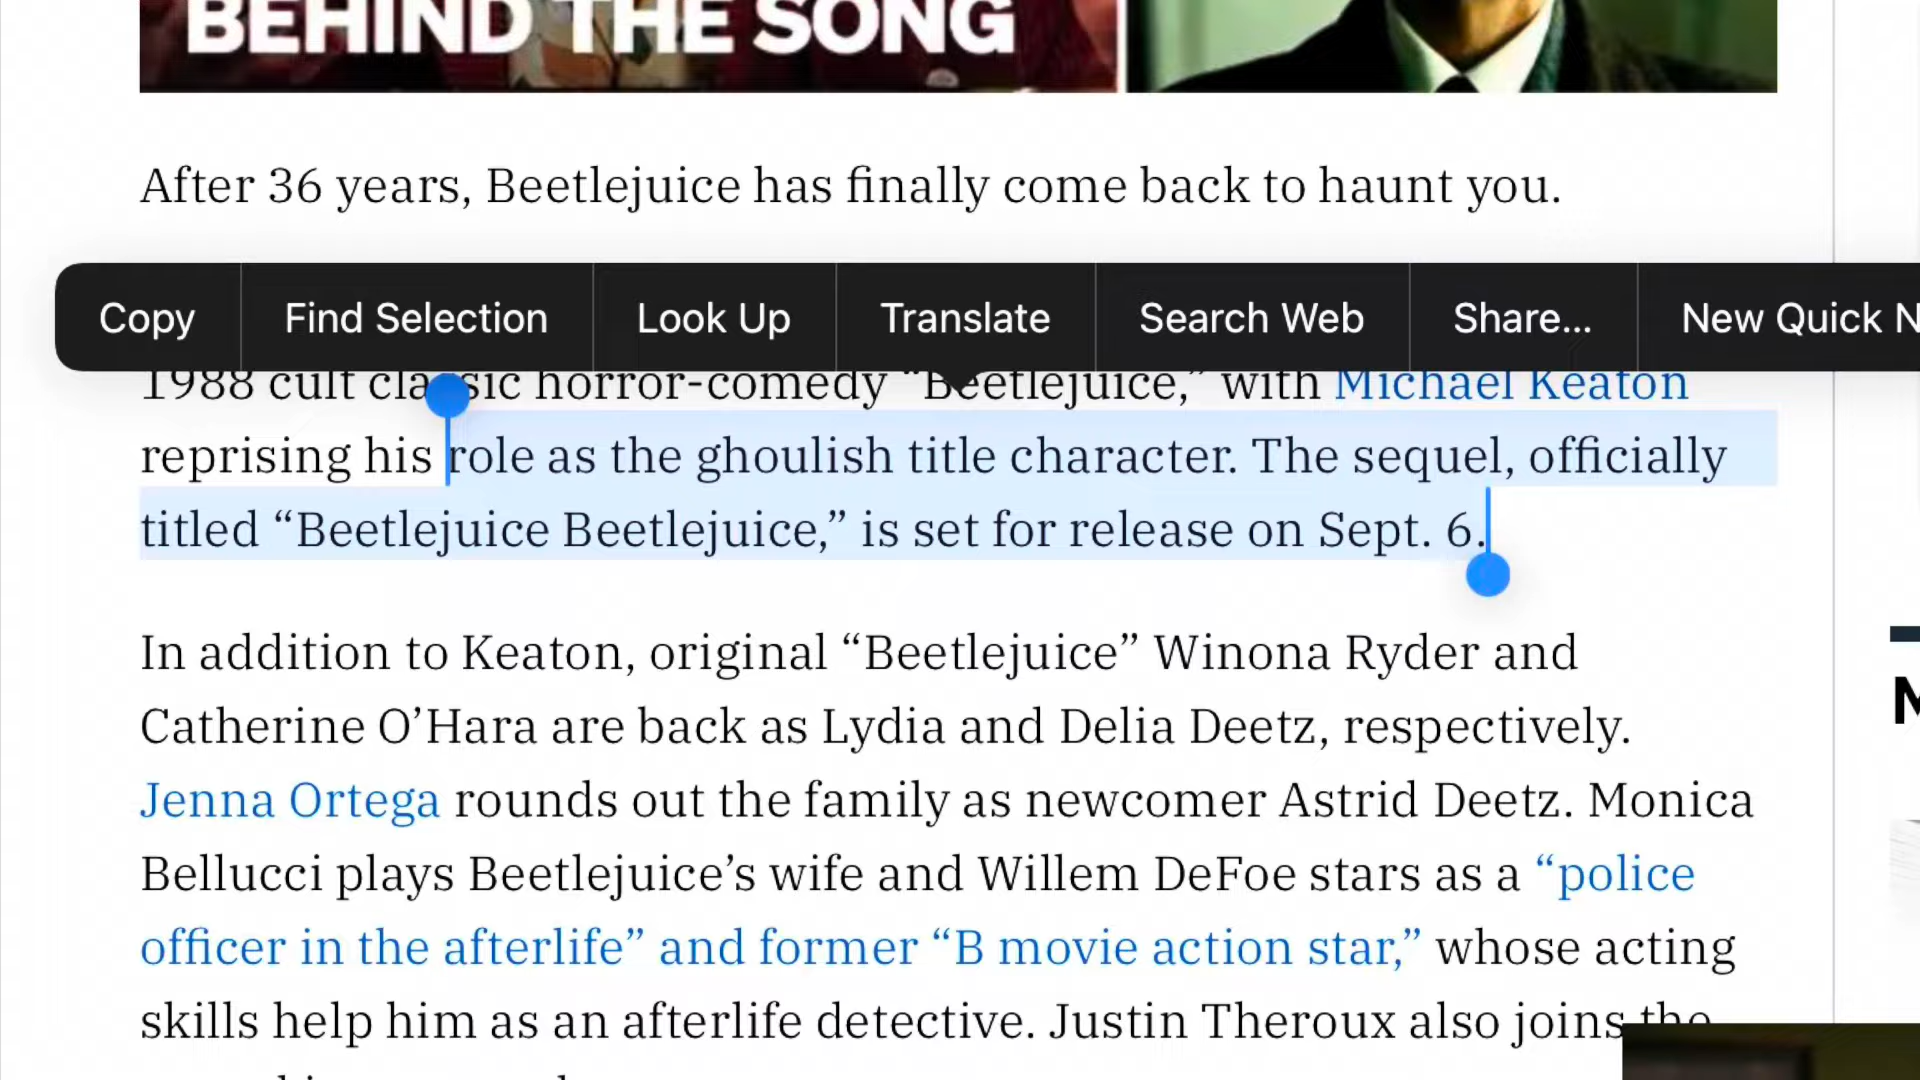 BEHIND THE SONG
After 36 years, Beetlejuice has finally come back to haunt you.
Copy Find Selection Look Up Translate Search Web Share... New Quick N
1988 cult classic horror-comedy “Beetlejuice,” with Michael Keaton
reprising his role as the ghoulish title character. The sequel, officially
titled “Beetlejuice Beetlejuice,” is set for release on Sept. 6.
In addition to Keaton, original “Beetlejuice” Winona Ryder and
Catherine O’Hara are back as Lydia and Delia Deetz, respectively.
Jenna Ortega rounds out the family as newcomer Astrid Deetz. Monica
Bellucci plays Beetlejuice’s wife and Willem DeFoe stars as a “police
officer in the afterlife” and former “B movie action star,” whose acting
skills help him as an afterlife detective. Justin Theroux also joins the
M